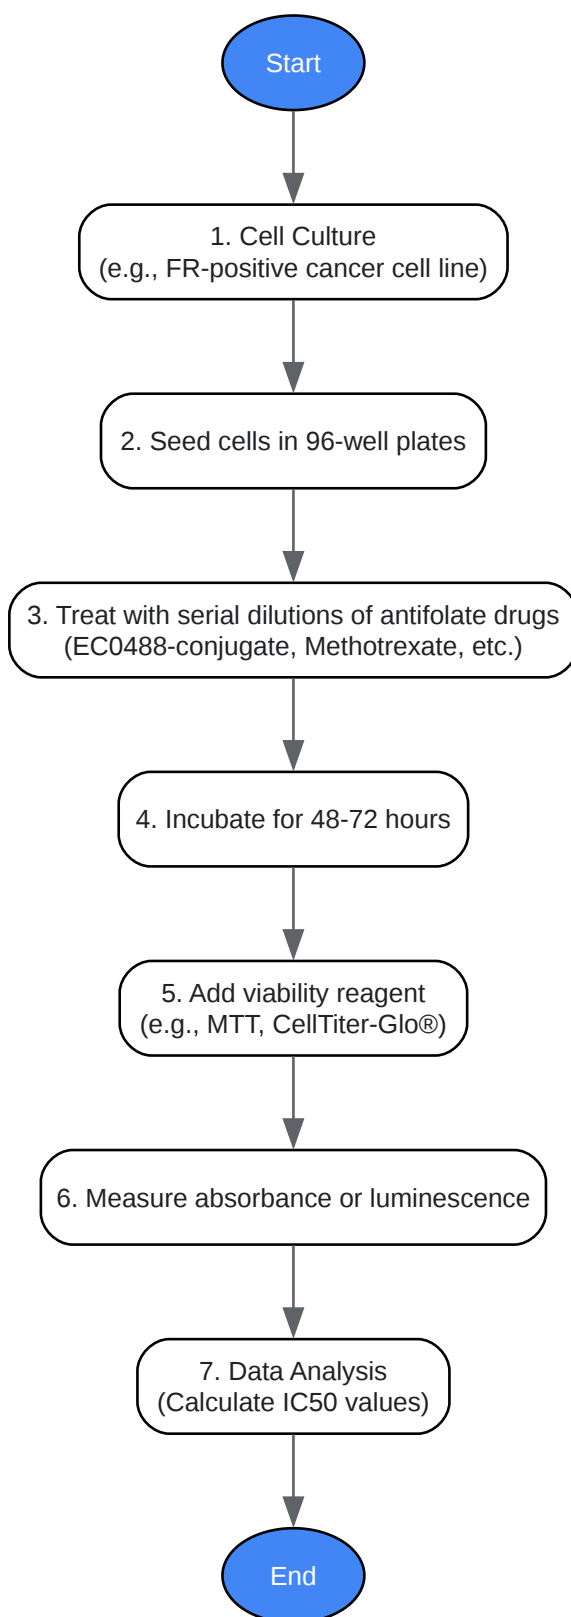 Start
1. Cell Culture
(e.g., FR-positive cancer cell line)
2. Seed cells in 96-well plates
3. Treat with serial dilutions of antifolate drugs
(EC0488-conjugate, Methotrexate, etc.)
4. Incubate for 48-72 hours
5. Add viability reagent
(e.g., MTT, CellTiter-Glo®)
6. Measure absorbance or luminescence
7. Data Analysis
(Calculate IC50 values)
End